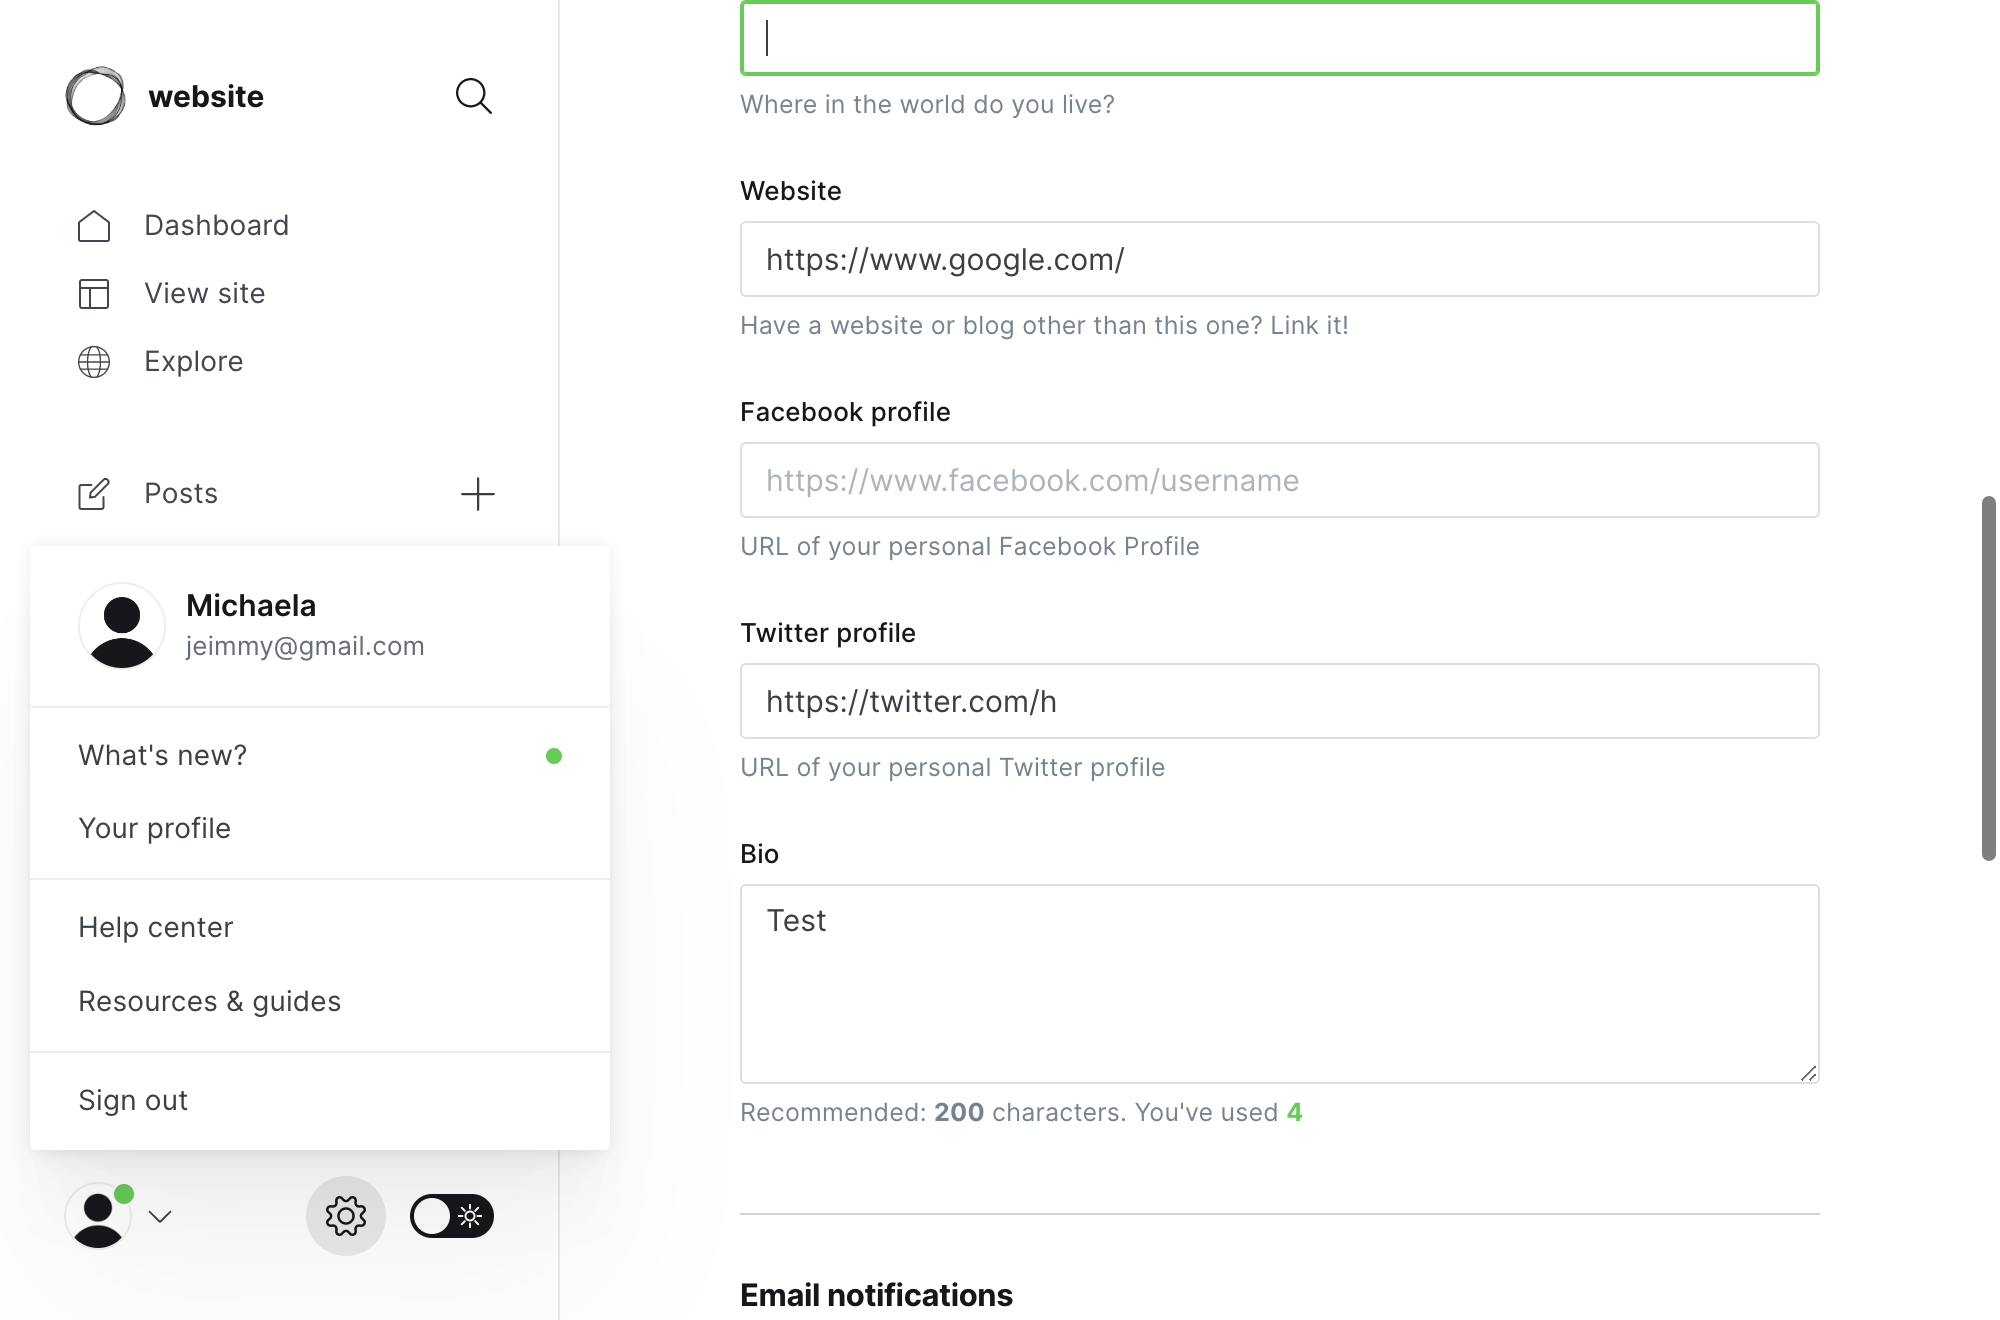 website
Dashboard
View site
Explore
Posts
Michaela
jeimmy@gmail.com
What's new?
Your profile
Help center
Resources & guides
Sign out
Where in the world do you live?
Website
https://www.google.com/
Have a website or blog other than this one? Link it!
Facebook profile
https://www.facebook.com/username
URL of your personal Facebook Profile
Twitter profile
https://twitter.com/h
URL of your personal Twitter profile
Bio
Test
Recommended: 200 characters. You've used 4
Email notifications